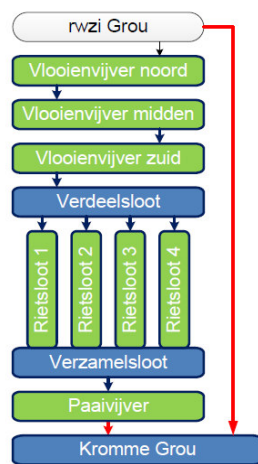 rwzi Grou
Vlooienvijver noord
Vlooienvijver midden
Vlooienvijver zuid
Verdeelsloot
Rietsloot 1
Rietsloot 2
Rietsloot 3
Rietsloot 4
Verzamelsloot
Paaivijver
Kromme Grou